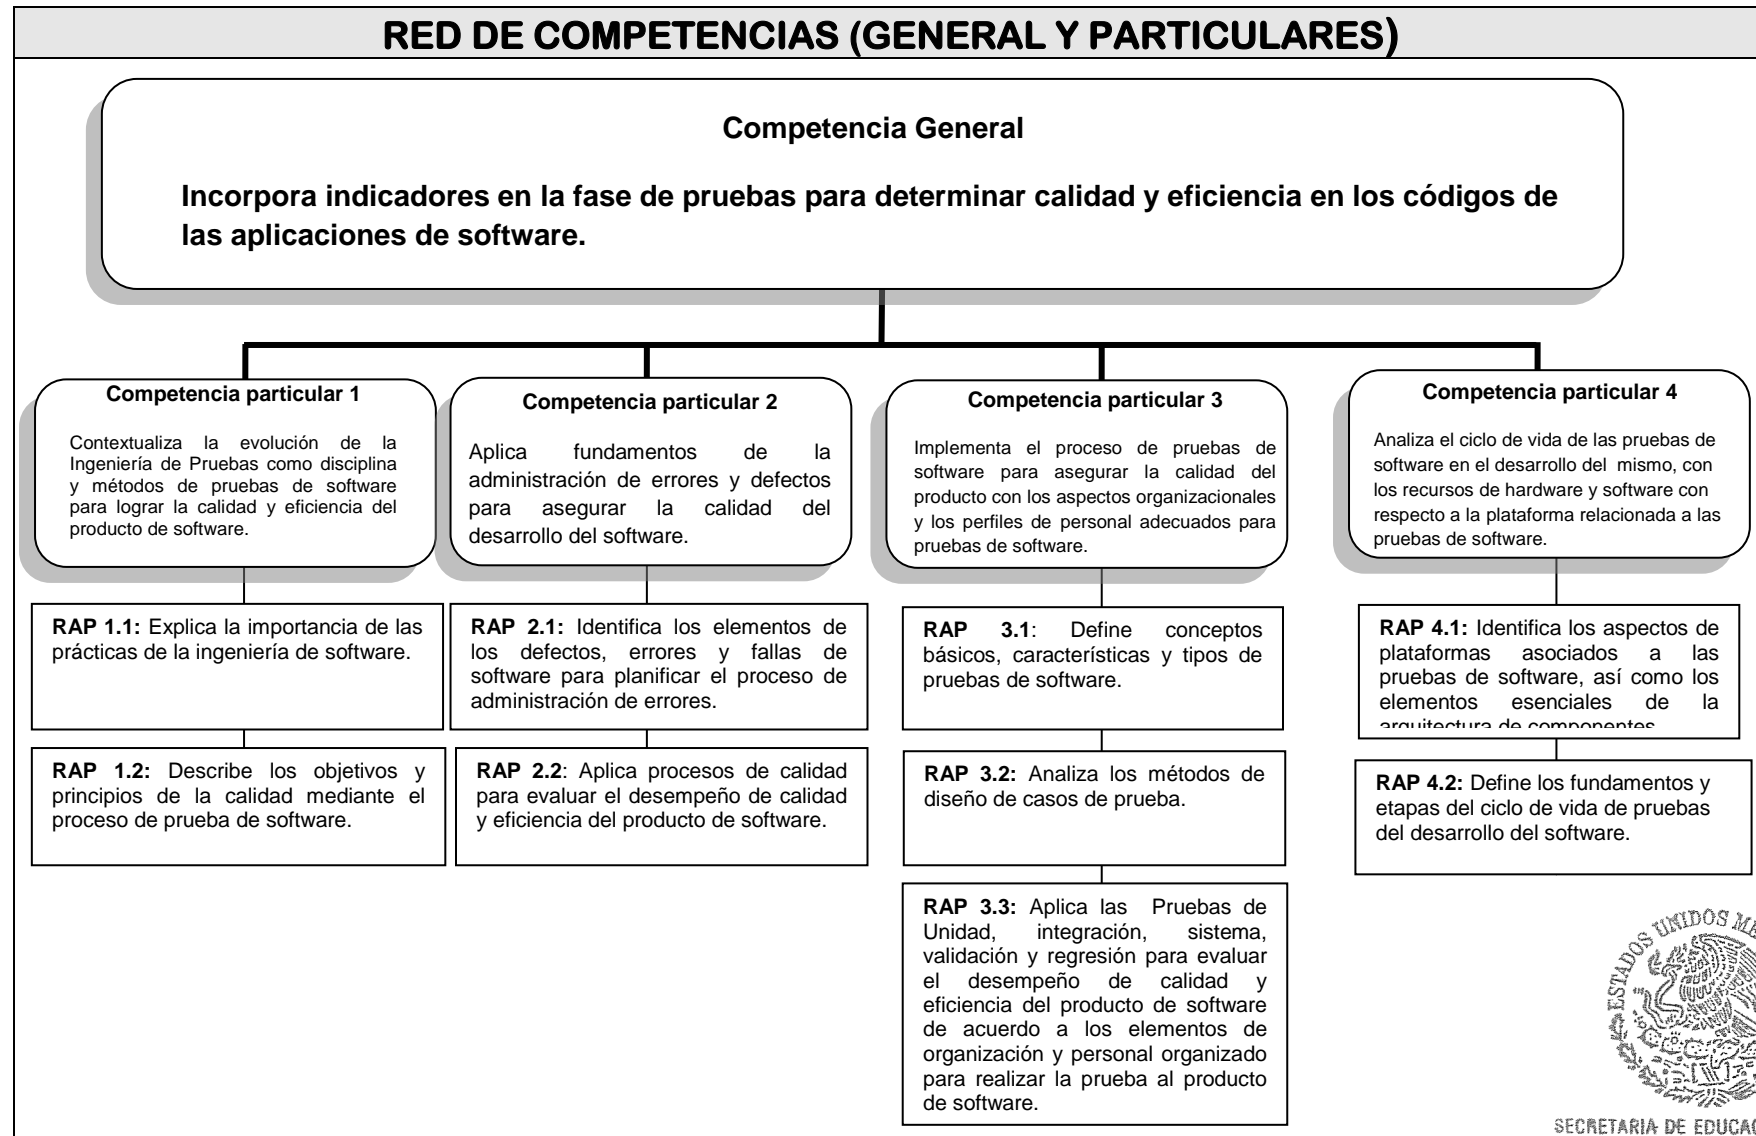 RED DE COMPETENCIAS (GENERAL Y PARTICULARES)
Competencia General
Incorpora indicadores en la fase de pruebas para determinar calidad y eficiencia en los códigos de
las aplicaciones de software.
Competencia particular 1
Contextualiza la evolución de la
Ingeniería de Pruebas como disciplina
y métodos de pruebas de software
para lograr la calidad y eficiencia del
producto de software.
RAP 1.1: Explica la importancia de las
prácticas de la ingeniería de software.
RAP 1.2: Describe los objetivos y
principios de la calidad mediante el
proceso de prueba de software.
Competencia particular 2
Aplica fundamentos de la
administración de errores y defectos
para asegurar la calidad del
desarrollo del software.
RAP 2.1: Identifica los elementos de
los defectos, errores y fallas de
software para planificar el proceso de
administración de errores.
RAP 2.2: Aplica procesos de calidad
para evaluar el desempeño de calidad
y eficiencia del producto de software.
Competencia particular 3
Implementa el proceso de pruebas de
software para asegurar la calidad del
producto con los aspectos organizacionales
y los perfiles de personal adecuados para
pruebas de software.
RAP 3.1: Define conceptos
básicos, características y tipos de
pruebas de software.
RAP 3.2: Analiza los métodos de
diseño de casos de prueba.
RAP 3.3: Aplica las Pruebas de
Unidad, integración, sistema,
validación y regresión para evaluar
el desempeño de calidad y
eficiencia del producto de software
de acuerdo a los elementos de
organización y personal organizado
para realizar la prueba al producto
de software.
Competencia particular 4
Analiza el ciclo de vida de las pruebas de
software en el desarrollo del mismo, con
los recursos de hardware y software con
respecto a la plataforma relacionada a las
pruebas de software.
RAP 4.1: Identifica los aspectos de
plataformas asociados a las
pruebas de software, así como los
elementos esenciales de la
arquitectura de componentes
RAP 4.2: Define los fundamentos y
etapas del ciclo de vida de pruebas
del desarrollo del software.
ESTADOS UNIDOS ME
SECRETARIA DE EDUCA